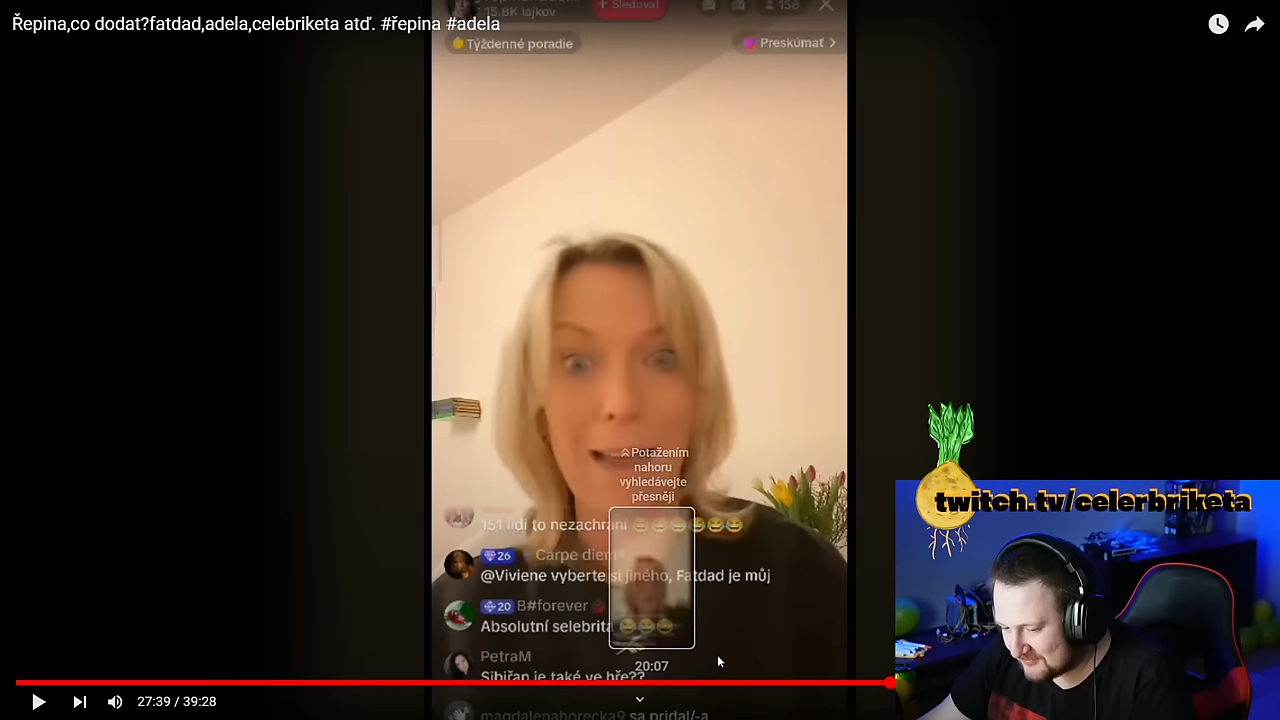 Řepina,co dodat?fatdad,adela,celebriketa atď. #řepina #adela
15.8K lajkov
+ Sledovať
158
Týždenné poradie
Preskúmať
Potažením
nahoru
vyhledávejte
přesněji
151 lidí to nezachrání 😂😂😂😂😂😂
26 Carpe diem
@Viviene vyberte si jiného, Fatdad je můj
20 B#forever
Absolutní selebrita 😂😂😂
PetraM
Sibiřan je také ve hře??
magdalenahorecka9 sa pridal/-a
20:07
27:39 / 39:28
twitch.tv/celerbriketa